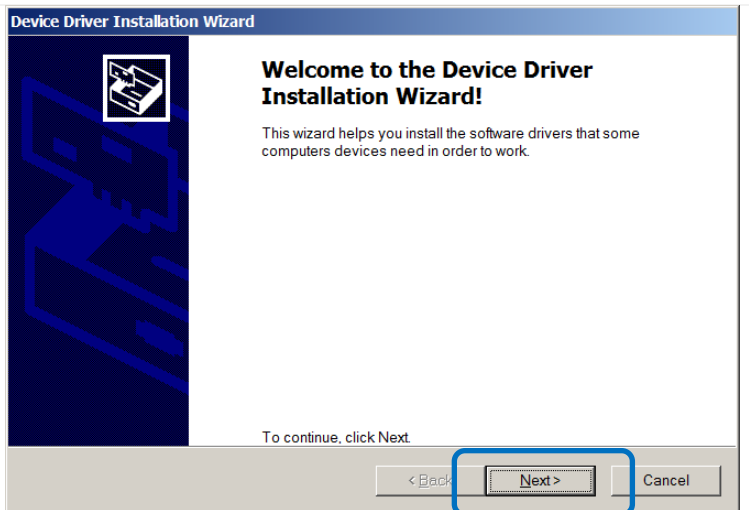 Device Driver Installation Wizard
Welcome to the Device Driver
Installation Wizard!
This wizard helps you install the software drivers that some
computers devices need in order to work.
To continue, click Next.
< Back
Next >
Cancel